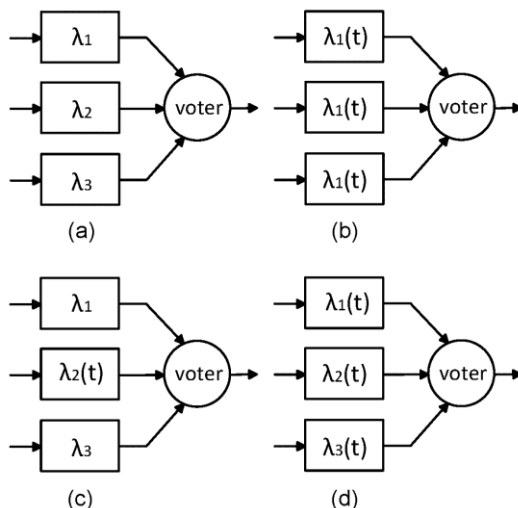 λ1
λ2
voter
λ3
(a)
λ1(t)
λ1(t)
voter
λ1(t)
(b)
λ1
λ2(t)
voter
λ3
(c)
λ1(t)
λ2(t)
voter
λ3(t)
(d)